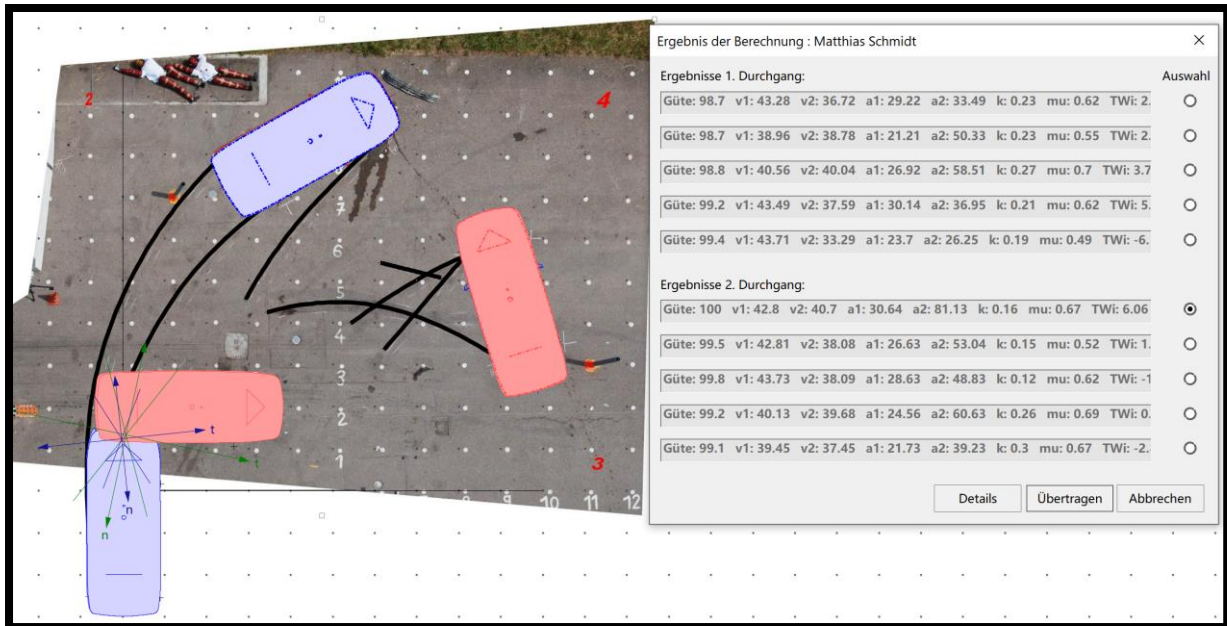 Ergebnis der Berechnung : Matthias Schmidt
Ergebnisse 1. Durchgang:
Auswahl
Güte: 98.7 v1: 43.28 v2: 36.72 a1: 29.22 a2: 33.49 k: 0.23 mu: 0.62 TWi: 2.
Güte: 98.7 v1: 38.96 v2: 38.78 a1: 21.21 a2: 50.33 k: 0.23 mu: 0.55 TWi: 2.
Güte: 98.8 v1: 40.56 v2: 40.04 a1: 26.92 a2: 58.51 k: 0.27 mu: 0.7 TWi: 3.7
Güte: 99.2 v1: 43.49 v2: 37.59 a1: 30.14 a2: 36.95 k: 0.21 mu: 0.62 TWi: 5.
Güte: 99.4 v1: 43.71 v2: 33.29 a1: 23.7 a2: 26.25 k: 0.19 mu: 0.49 TWi: -6.
Ergebnisse 2. Durchgang:
Güte: 100 v1: 42.8 v2: 40.7 a1: 30.64 a2: 81.13 k: 0.16 mu: 0.67 TWi: 6.06
Güte: 99.5 v1: 42.81 v2: 38.08 a1: 26.63 a2: 53.04 k: 0.15 mu: 0.52 TWi: 1.
Güte: 99.8 v1: 43.73 v2: 38.09 a1: 28.63 a2: 48.83 k: 0.12 mu: 0.62 TWi: -1
Güte: 99.2 v1: 40.13 v2: 39.68 a1: 24.56 a2: 60.63 k: 0.26 mu: 0.69 TWi: 0.
Güte: 99.1 v1: 39.45 v2: 37.45 a1: 21.73 a2: 39.23 k: 0.3 mu: 0.67 TWi: -2.
Details
Übertragen
Abbrechen
2
4
7
6
5
4
3
2
1
3
t
t
n
n
9 10 11 12